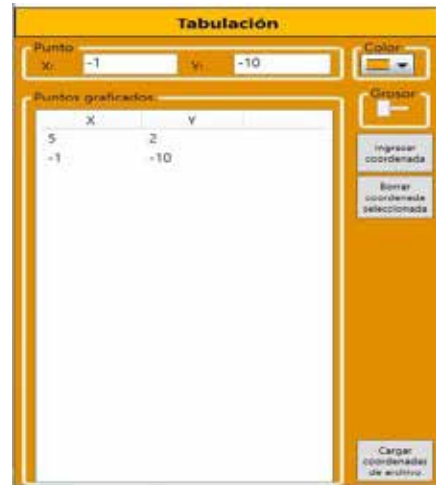 Tabulación
Punto
X: -1 Y: -10
Color:
Puntos graficados:
Grosor
X Y
5 2
-1 -10
Ingresar
coordenada
Borrar
coordenada
seleccionada
Cargar
coordenadas
de archivo